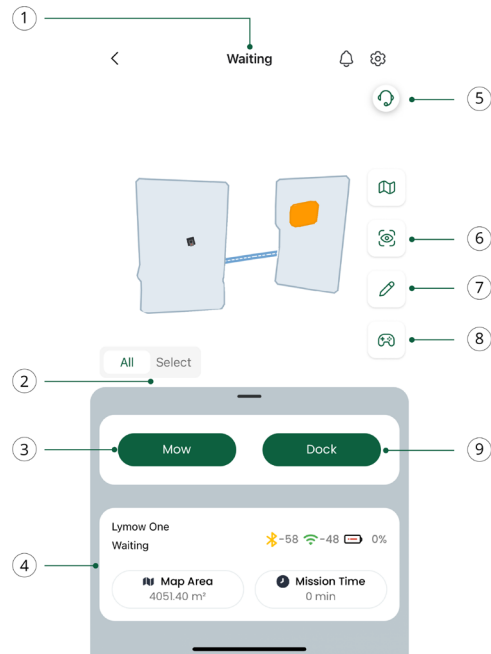 1
Waiting
5
6
7
8
All Select
2
3
Mow
Dock
9
Lymow One
Waiting
-58
-48
0%
4
Map Area
4051.40 m²
Mission Time
0 min